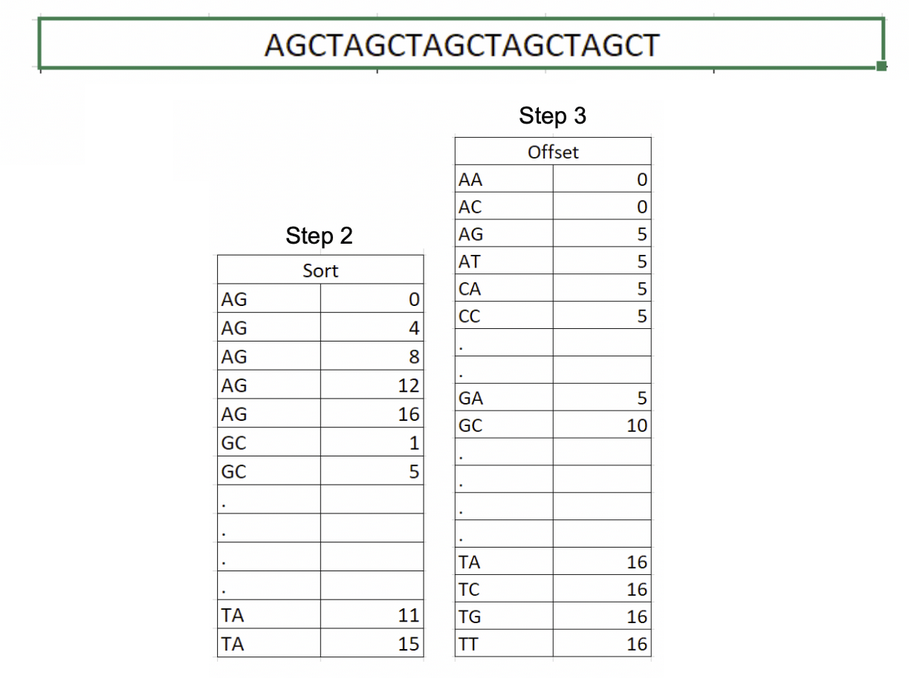 AGCTAGCTAGCTAGCTAGCT
Step 2
Sort
AG 0
AG 4
AG 8
AG 12
AG 16
GC 1
GC 5
.
.
.
.
TA 11
TA 15
Step 3
Offset
AA 0
AC 0
AG 5
AT 5
CA 5
CC 5
.
.
GA 5
GC 10
.
.
.
.
TA 16
TC 16
TG 16
TT 16